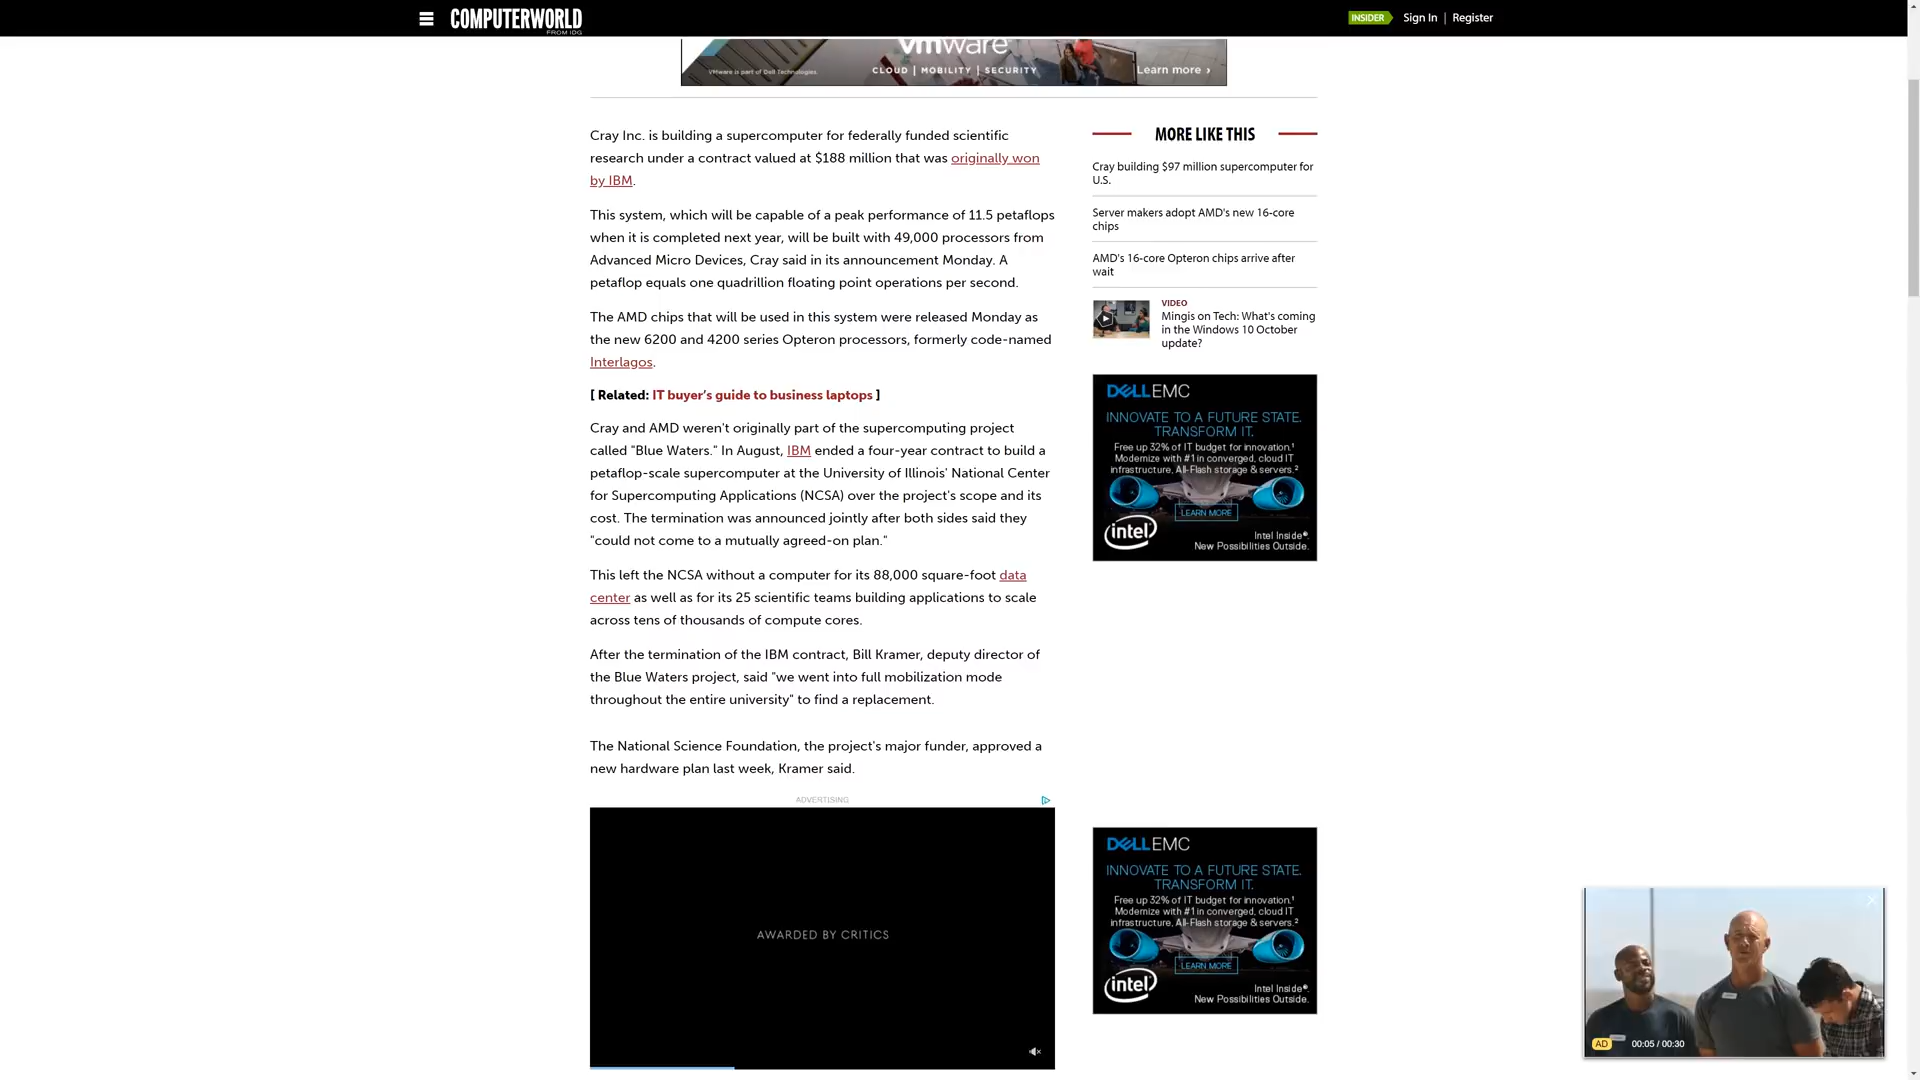 COMPUTERWORLD
FROM IDG
INSIDER
Sign In | Register
vmware
VMware is part of Dell Technologies.
CLOUD | MOBILITY | SECURITY
Learn more ›
Cray Inc. is building a supercomputer for federally funded scientific
research under a contract valued at $188 million that was originally won
by IBM.
This system, which will be capable of a peak performance of 11.5 petaflops
when it is completed next year, will be built with 49,000 processors from
Advanced Micro Devices, Cray said in its announcement Monday. A
petaflop equals one quadrillion floating point operations per second.
The AMD chips that will be used in this system were released Monday as
the new 6200 and 4200 series Opteron processors, formerly code-named
Interlagos.
[ Related: IT buyer’s guide to business laptops ]
Cray and AMD weren't originally part of the supercomputing project
called "Blue Waters." In August, IBM ended a four-year contract to build a
petaflop-scale supercomputer at the University of Illinois' National Center
for Supercomputing Applications (NCSA) over the project's scope and its
cost. The termination was announced jointly after both sides said they
"could not come to a mutually agreed-on plan."
This left the NCSA without a computer for its 88,000 square-foot data
center as well as for its 25 scientific teams building applications to scale
across tens of thousands of compute cores.
After the termination of the IBM contract, Bill Kramer, deputy director of
the Blue Waters project, said "we went into full mobilization mode
throughout the entire university" to find a replacement.
The National Science Foundation, the project's major funder, approved a
new hardware plan last week, Kramer said.
ADVERTISING
AWARDED BY CRITICS
MORE LIKE THIS
Cray building $97 million supercomputer for
U.S.
Server makers adopt AMD's new 16-core
chips
AMD's 16-core Opteron chips arrive after
wait
VIDEO
Mingis on Tech: What's coming
in the Windows 10 October
update?
DELLEMC
INNOVATE TO A FUTURE STATE.
TRANSFORM IT.
Free up 32% of IT budget for innovation.¹
Modernize with #1 in converged, cloud IT
infrastructure, All-Flash storage & servers.²
LEARN MORE
intel
Intel Inside®.
New Possibilities Outside.
DELLEMC
INNOVATE TO A FUTURE STATE.
TRANSFORM IT.
Free up 32% of IT budget for innovation.¹
Modernize with #1 in converged, cloud IT
infrastructure, All-Flash storage & servers.²
LEARN MORE
intel
Intel Inside®.
New Possibilities Outside.
AD
00:05 / 00:30